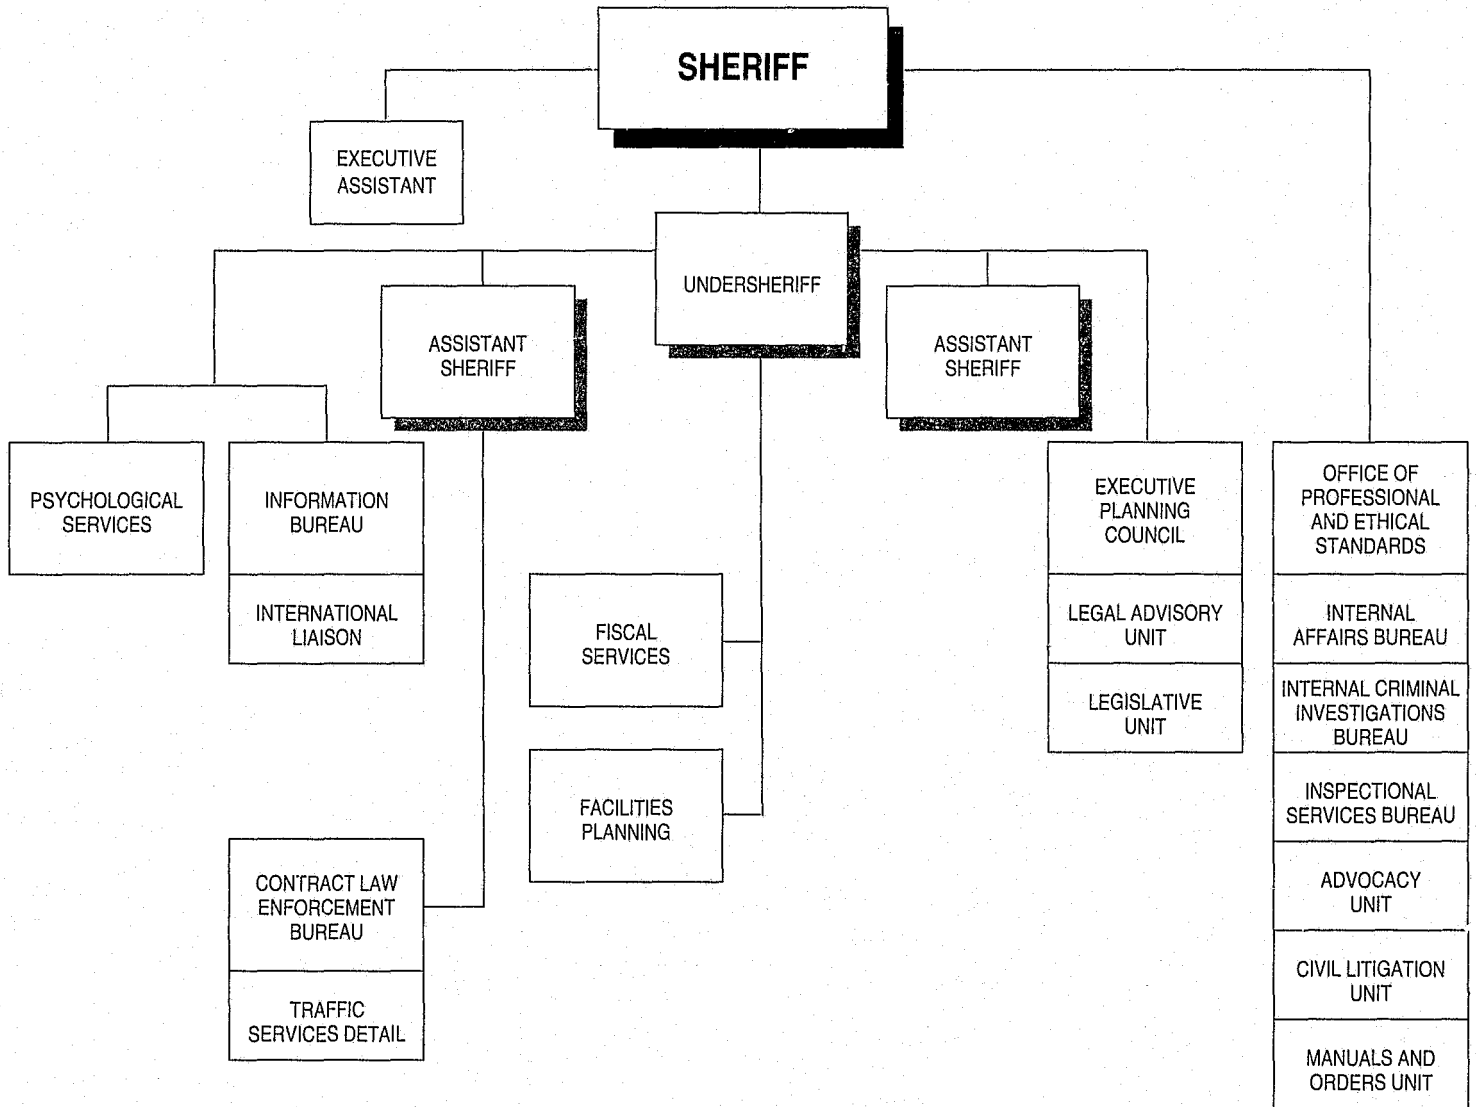 SHERIFF
EXECUTIVE
ASSISTANT
UNDERSHERIFF
ASSISTANT
SHERIFF
ASSISTANT
SHERIFF
PSYCHOLOGICAL
SERVICES
INFORMATION
BUREAU
INTERNATIONAL
LIAISON
FISCAL
SERVICES
FACILITIES
PLANNING
CONTRACT LAW
ENFORCEMENT
BUREAU
TRAFFIC
SERVICES DETAIL
EXECUTIVE
PLANNING
COUNCIL
LEGAL ADVISORY
UNIT
LEGISLATIVE
UNIT
OFFICE OF
PROFESSIONAL
AND ETHICAL
STANDARDS
INTERNAL
AFFAIRS BUREAU
INTERNAL CRIMINAL
INVESTIGATIONS
BUREAU
INSPECTIONAL
SERVICES BUREAU
ADVOCACY
UNIT
CIVIL LITIGATION
UNIT
MANUALS AND
ORDERS UNIT